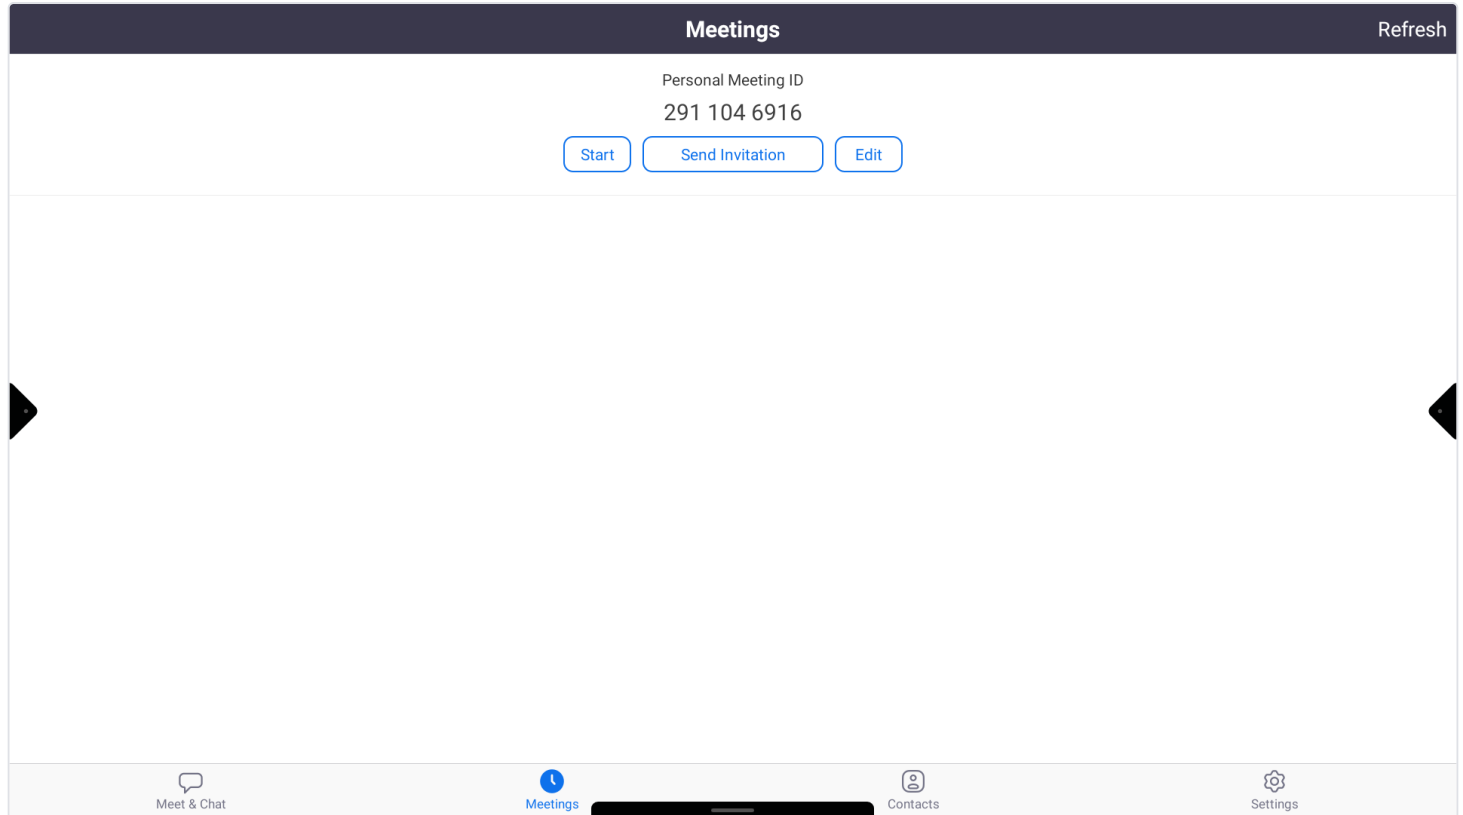 Meetings
Refresh
Personal Meeting ID
291 104 6916
Start
Send Invitation
Edit
Meet & Chat
Meetings
Contacts
Settings